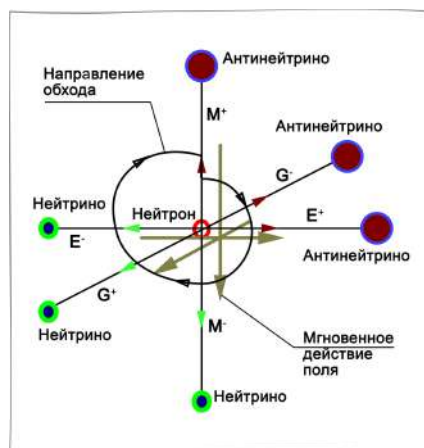 Антинейтрино
Направление
обхода
M⁺
Антинейтрино
G⁻
Нейтрино
Нейтрон
E⁺
E⁻
Антинейтрино
G⁺
Нейтрино
M⁻
Мгновенное
действие
поля
Нейтрино